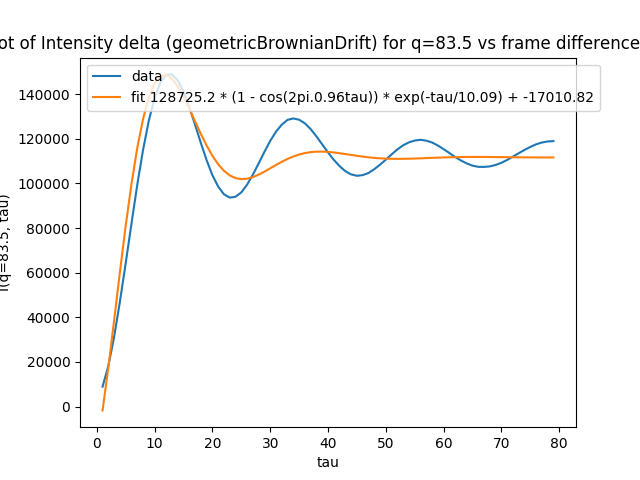 ot of Intensity delta (geometricBrownianDrift) for q=83.5 vs frame difference
data
fit 128725.2 * (1 - cos(2pi.0.96tau)) * exp(-tau/10.09) + -17010.82
140000
120000
100000
80000
60000
40000
20000
0
I(q=83.5, tau)
0 10 20 30 40 50 60 70 80
tau